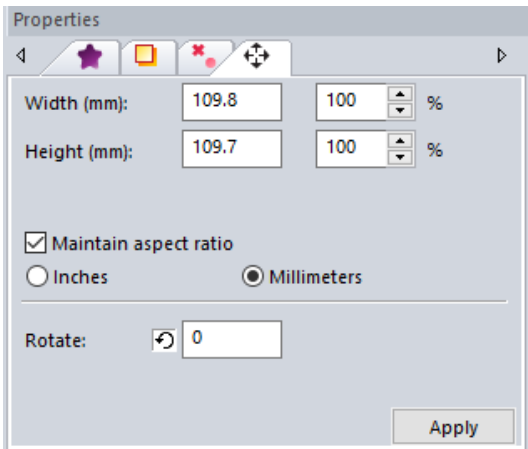 Properties
Width (mm): 109.8 100 %
Height (mm): 109.7 100 %
Maintain aspect ratio
Inches Millimeters
Rotate: 0
Apply